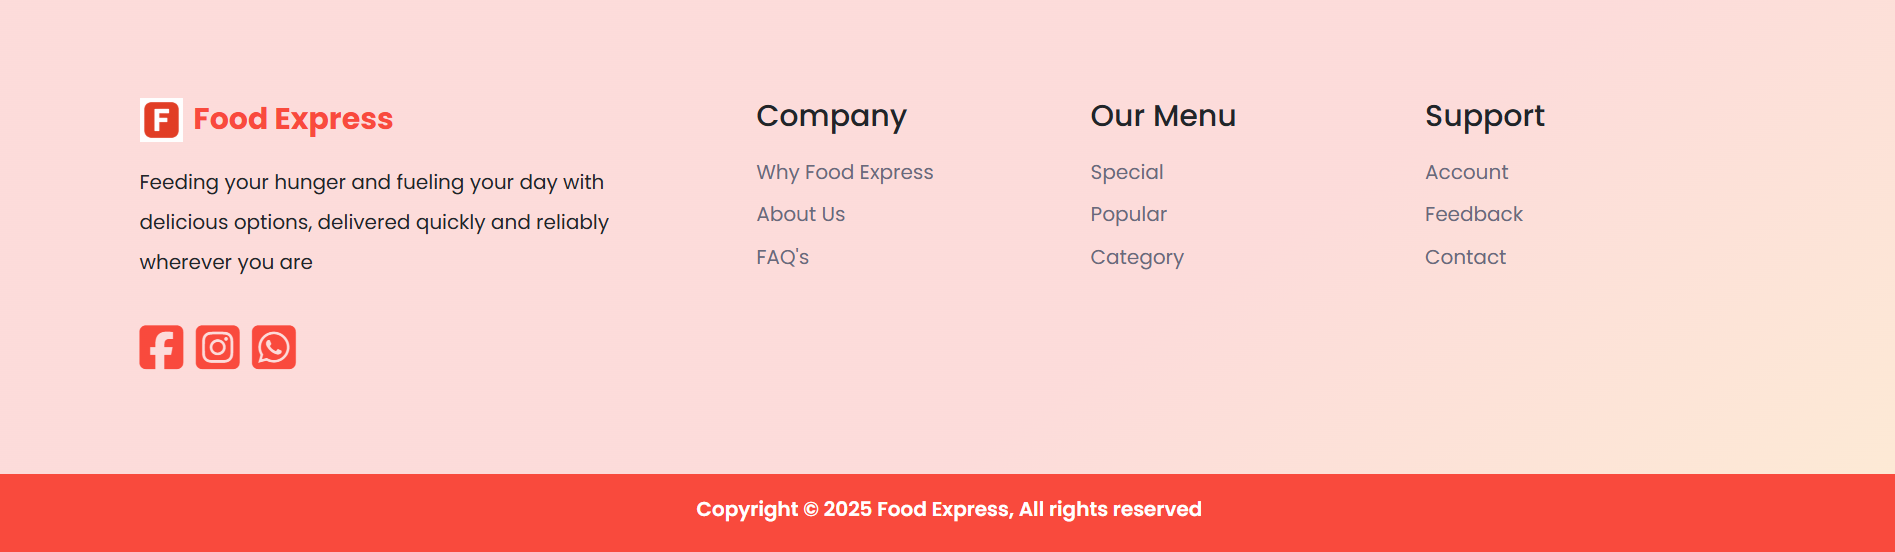 F Food Express
Feeding your hunger and fueling your day with
delicious options, delivered quickly and reliably
wherever you are
Company
Why Food Express
About Us
FAQ's
Our Menu
Special
Popular
Category
Support
Account
Feedback
Contact
Copyright © 2025 Food Express, All rights reserved